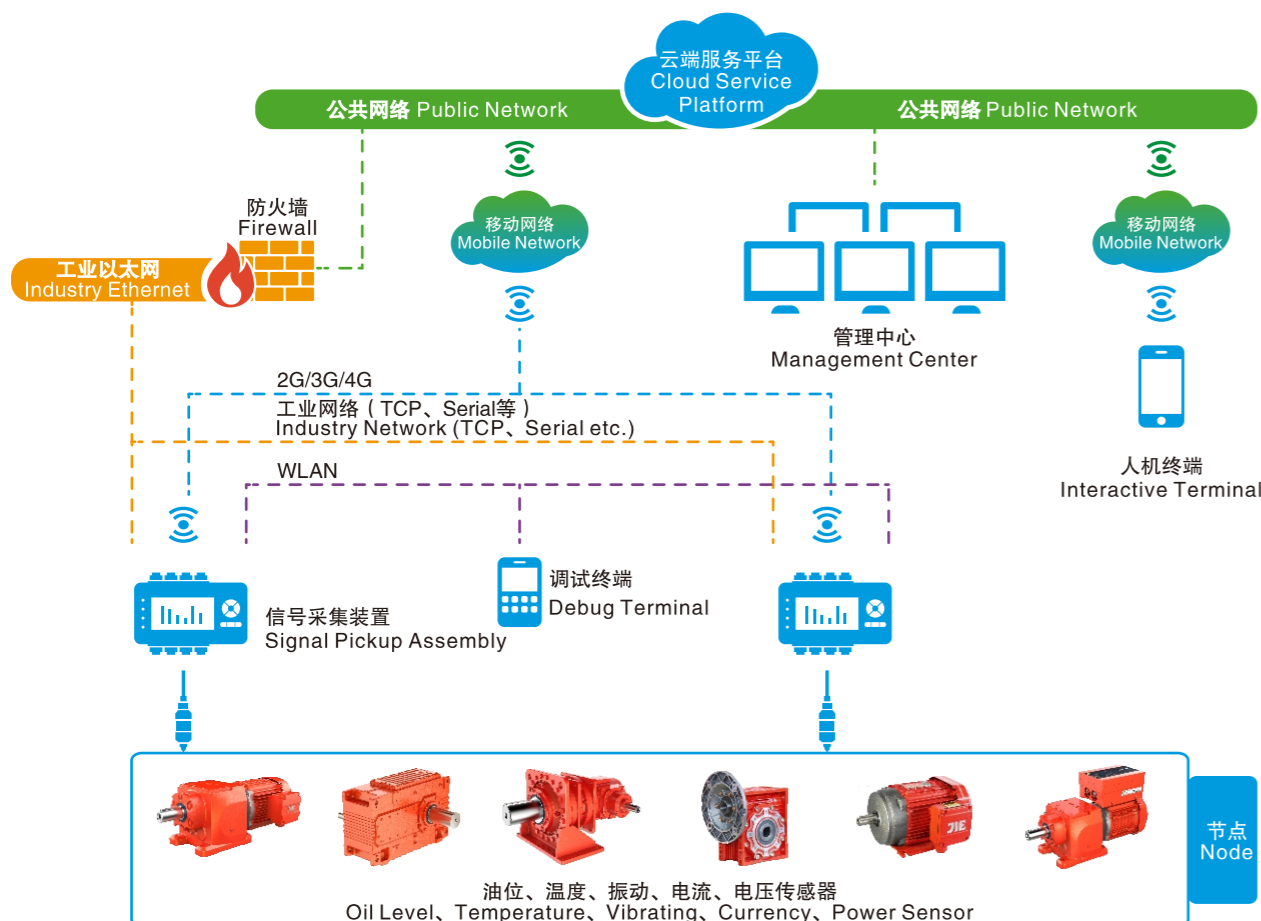 云端服务平台
Cloud Service
Platform
公共网络 Public Network
公共网络 Public Network
防火墙
Firewall
移动网络
Mobile Network
移动网络
Mobile Network
工业以太网
Industry Ethernet
管理中心
Management Center
2G/3G/4G
工业网络（TCP、Serial等）
Industry Network (TCP、Serial etc.)
人机终端
Interactive Terminal
WLAN
调试终端
Debug Terminal
信号采集装置
Signal Pickup Assembly
JIE
节点
Node
油位、温度、振动、电流、电压传感器
Oil Level、Temperature、Vibrating、Currency、Power Sensor